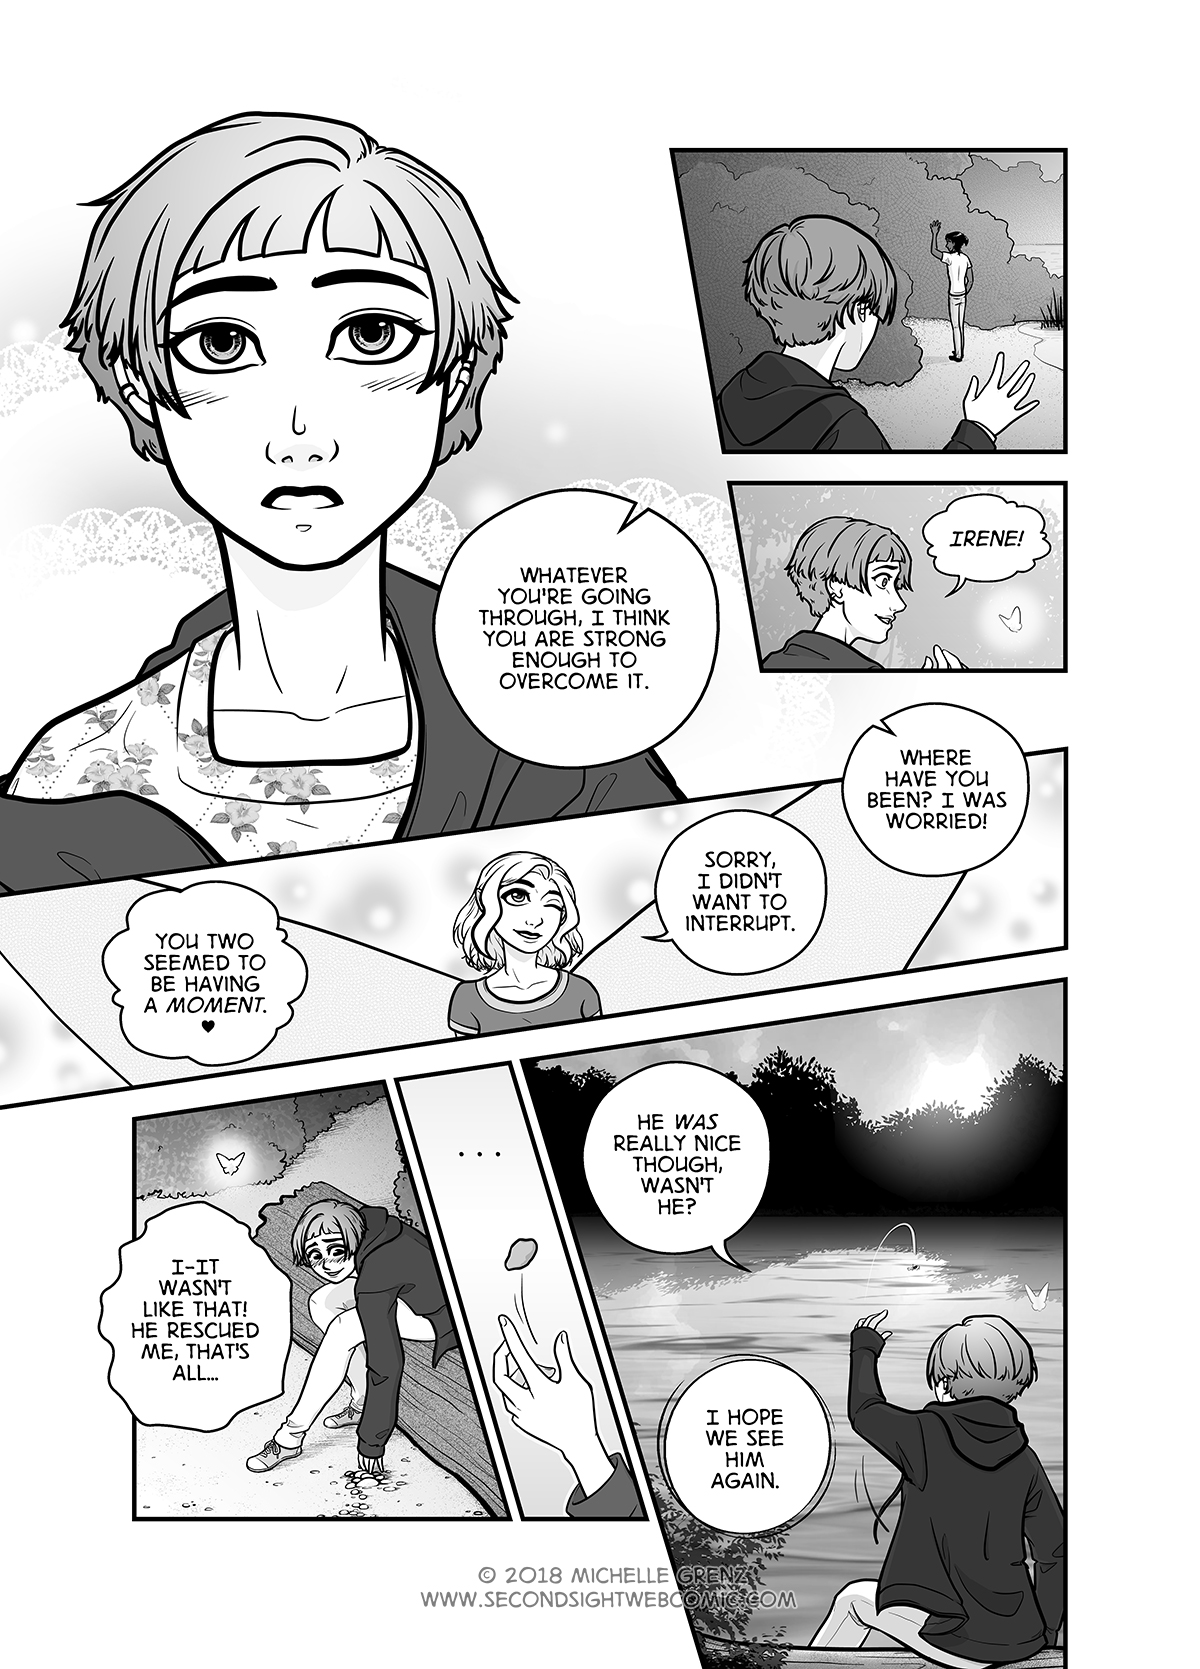 WHATEVER
YOU'RE GOING
THROUGH, I THINK
YOU ARE STRONG
ENOUGH TO
OVERCOME IT.
IRENE!
WHERE
HAVE YOU
BEEN? I WAS
WORRIED!
SORRY,
I DIDN'T
WANT TO
INTERRUPT.
YOU TWO
SEEMED TO
BE HAVING
A MOMENT.
♥
I-IT
WASN'T
LIKE THAT!
HE RESCUED
ME, THAT'S
ALL...
...
HE WAS
REALLY NICE
THOUGH,
WASN'T
HE?
I HOPE
WE SEE
HIM
AGAIN.
© 2018 MICHELLE GRENZ
WWW.SECONDSIGHTWEBCOMIC.COM